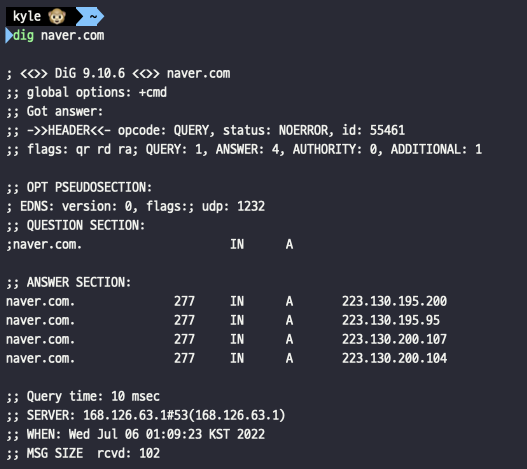 kyle 🐵 ~
dig naver.com

; <<>> DiG 9.10.6 <<>> naver.com
;; global options: +cmd
;; Got answer:
;; ->>HEADER<<- opcode: QUERY, status: NOERROR, id: 55461
;; flags: qr rd ra; QUERY: 1, ANSWER: 4, AUTHORITY: 0, ADDITIONAL: 1

;; OPT PSEUDOSECTION:
; EDNS: version: 0, flags:; udp: 1232
;; QUESTION SECTION:
;naver.com. IN A

;; ANSWER SECTION:
naver.com. 277 IN A 223.130.195.200
naver.com. 277 IN A 223.130.195.95
naver.com. 277 IN A 223.130.200.107
naver.com. 277 IN A 223.130.200.104

;; Query time: 10 msec
;; SERVER: 168.126.63.1#53(168.126.63.1)
;; WHEN: Wed Jul 06 01:09:23 KST 2022
;; MSG SIZE rcvd: 102